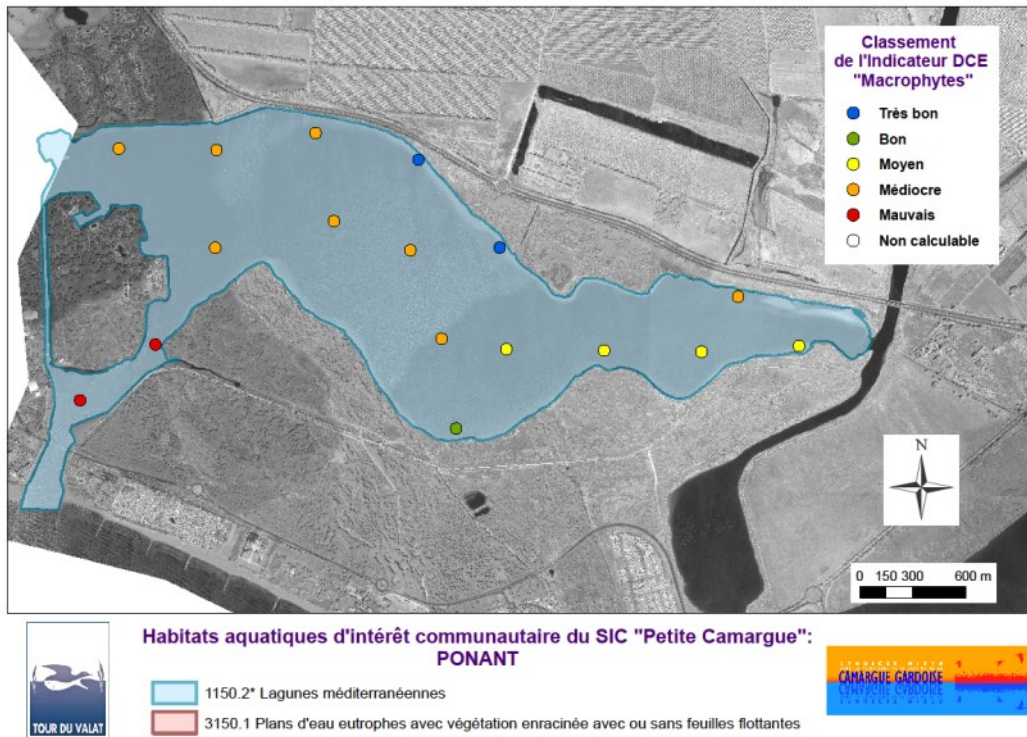 Classement
de l'Indicateur DCE
"Macrophytes"
Très bon
Bon
Moyen
Médiocre
Mauvais
Non calculable
N
0 150 300 600 m
Habitats aquatiques d'intérêt communautaire du SIC "Petite Camargue":
PONANT
1150.2* Lagunes méditerranéennes
3150.1 Plans d'eau eutrophes avec végétation enracinée avec ou sans feuilles flottantes
TOUR DU VALAT
SYNDICAT MIXTE
CAMARGUE GARDOISE